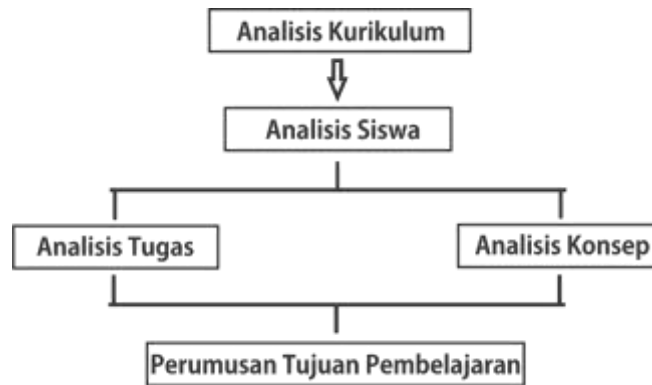 Analisis Kurikulum
Analisis Siswa
Analisis Tugas
Analisis Konsep
Perumusan Tujuan Pembelajaran